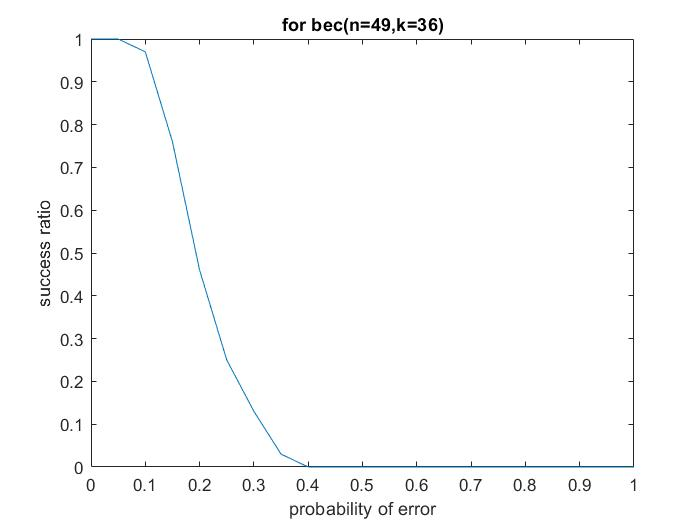 for bec(n=49,k=36)
1
0.9
0.8
0.7
0.6
0.5
0.4
0.3
0.2
0.1
0
success ratio
0 0.1 0.2 0.3 0.4 0.5 0.6 0.7 0.8 0.9 1
probability of error